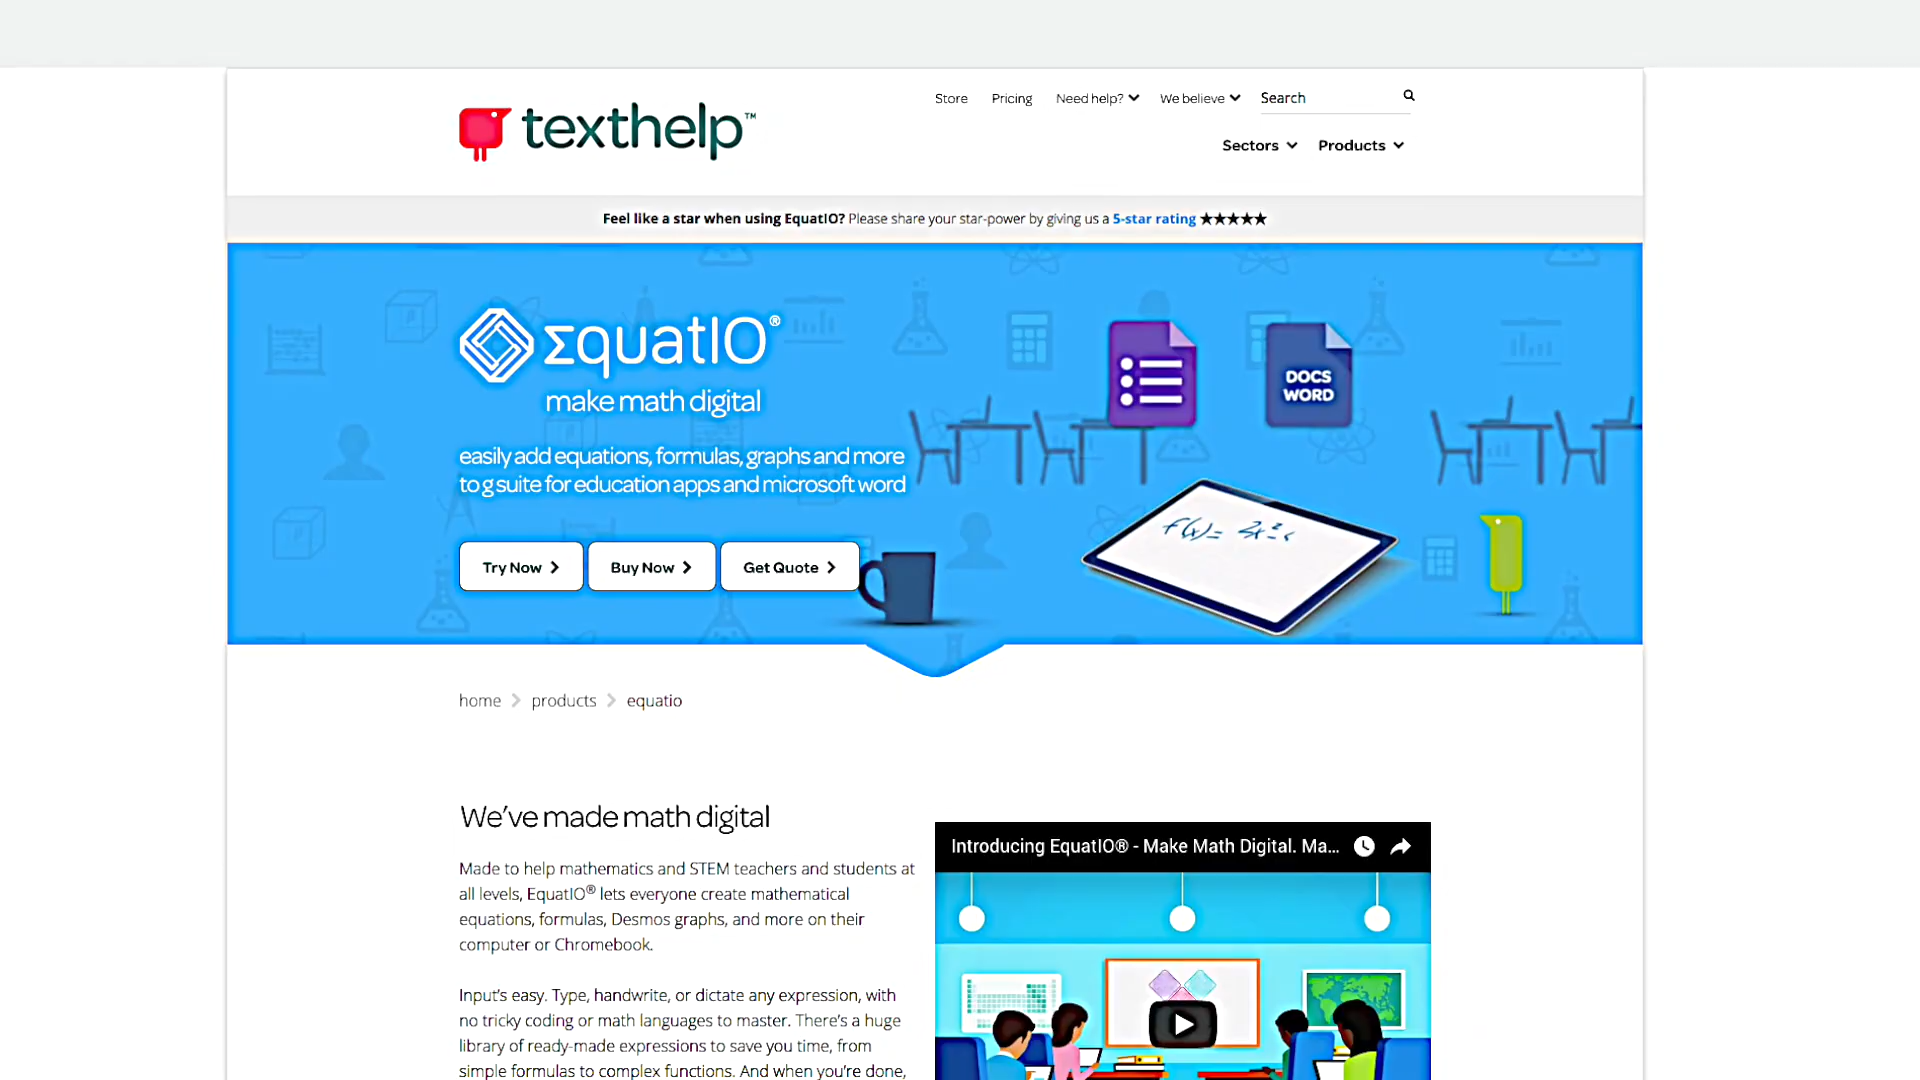 Store Pricing Need help? We believe Search
texthelp™
Sectors Products
Feel like a star when using EquatIO? Please share your star-power by giving us a 5-star rating ★★★★★
ΣquatIO®
make math digital
DOCS
WORD
easily add equations, formulas, graphs and more
to g suite for education apps and microsoft word
Try Now Buy Now Get Quote
home products equatio
We've made math digital
Made to help mathematics and STEM teachers and students at
all levels, EquatIO® lets everyone create mathematical
equations, formulas, Desmos graphs, and more on their
computer or Chromebook.
Input's easy. Type, handwrite, or dictate any expression, with
no tricky coding or math languages to master. There's a huge
library of ready-made expressions to save you time, from
simple formulas to complex functions. And when you're done,
Introducing EquatIO® - Make Math Digital. Ma...